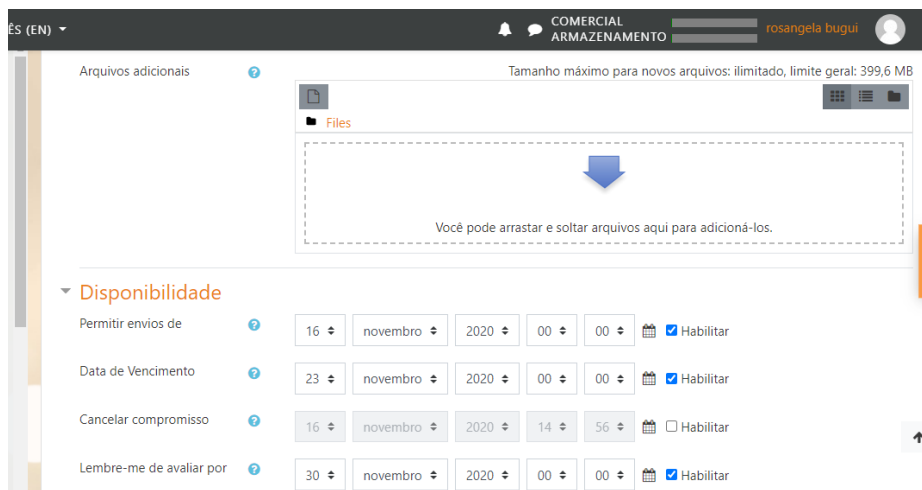 ÊS (EN)
COMERCIAL
ARMAZENAMENTO
rosangela bugui
Arquivos adicionais
Tamanho máximo para novos arquivos: ilimitado, limite geral: 399,6 MB
Files
Você pode arrastar e soltar arquivos aqui para adicioná-los.
Disponibilidade
Permitir envios de 16 novembro 2020 00 00 Habilitar
Data de Vencimento 23 novembro 2020 00 00 Habilitar
Cancelar compromisso 16 novembro 2020 14 56 Habilitar
Lembre-me de avaliar por 30 novembro 2020 00 00 Habilitar